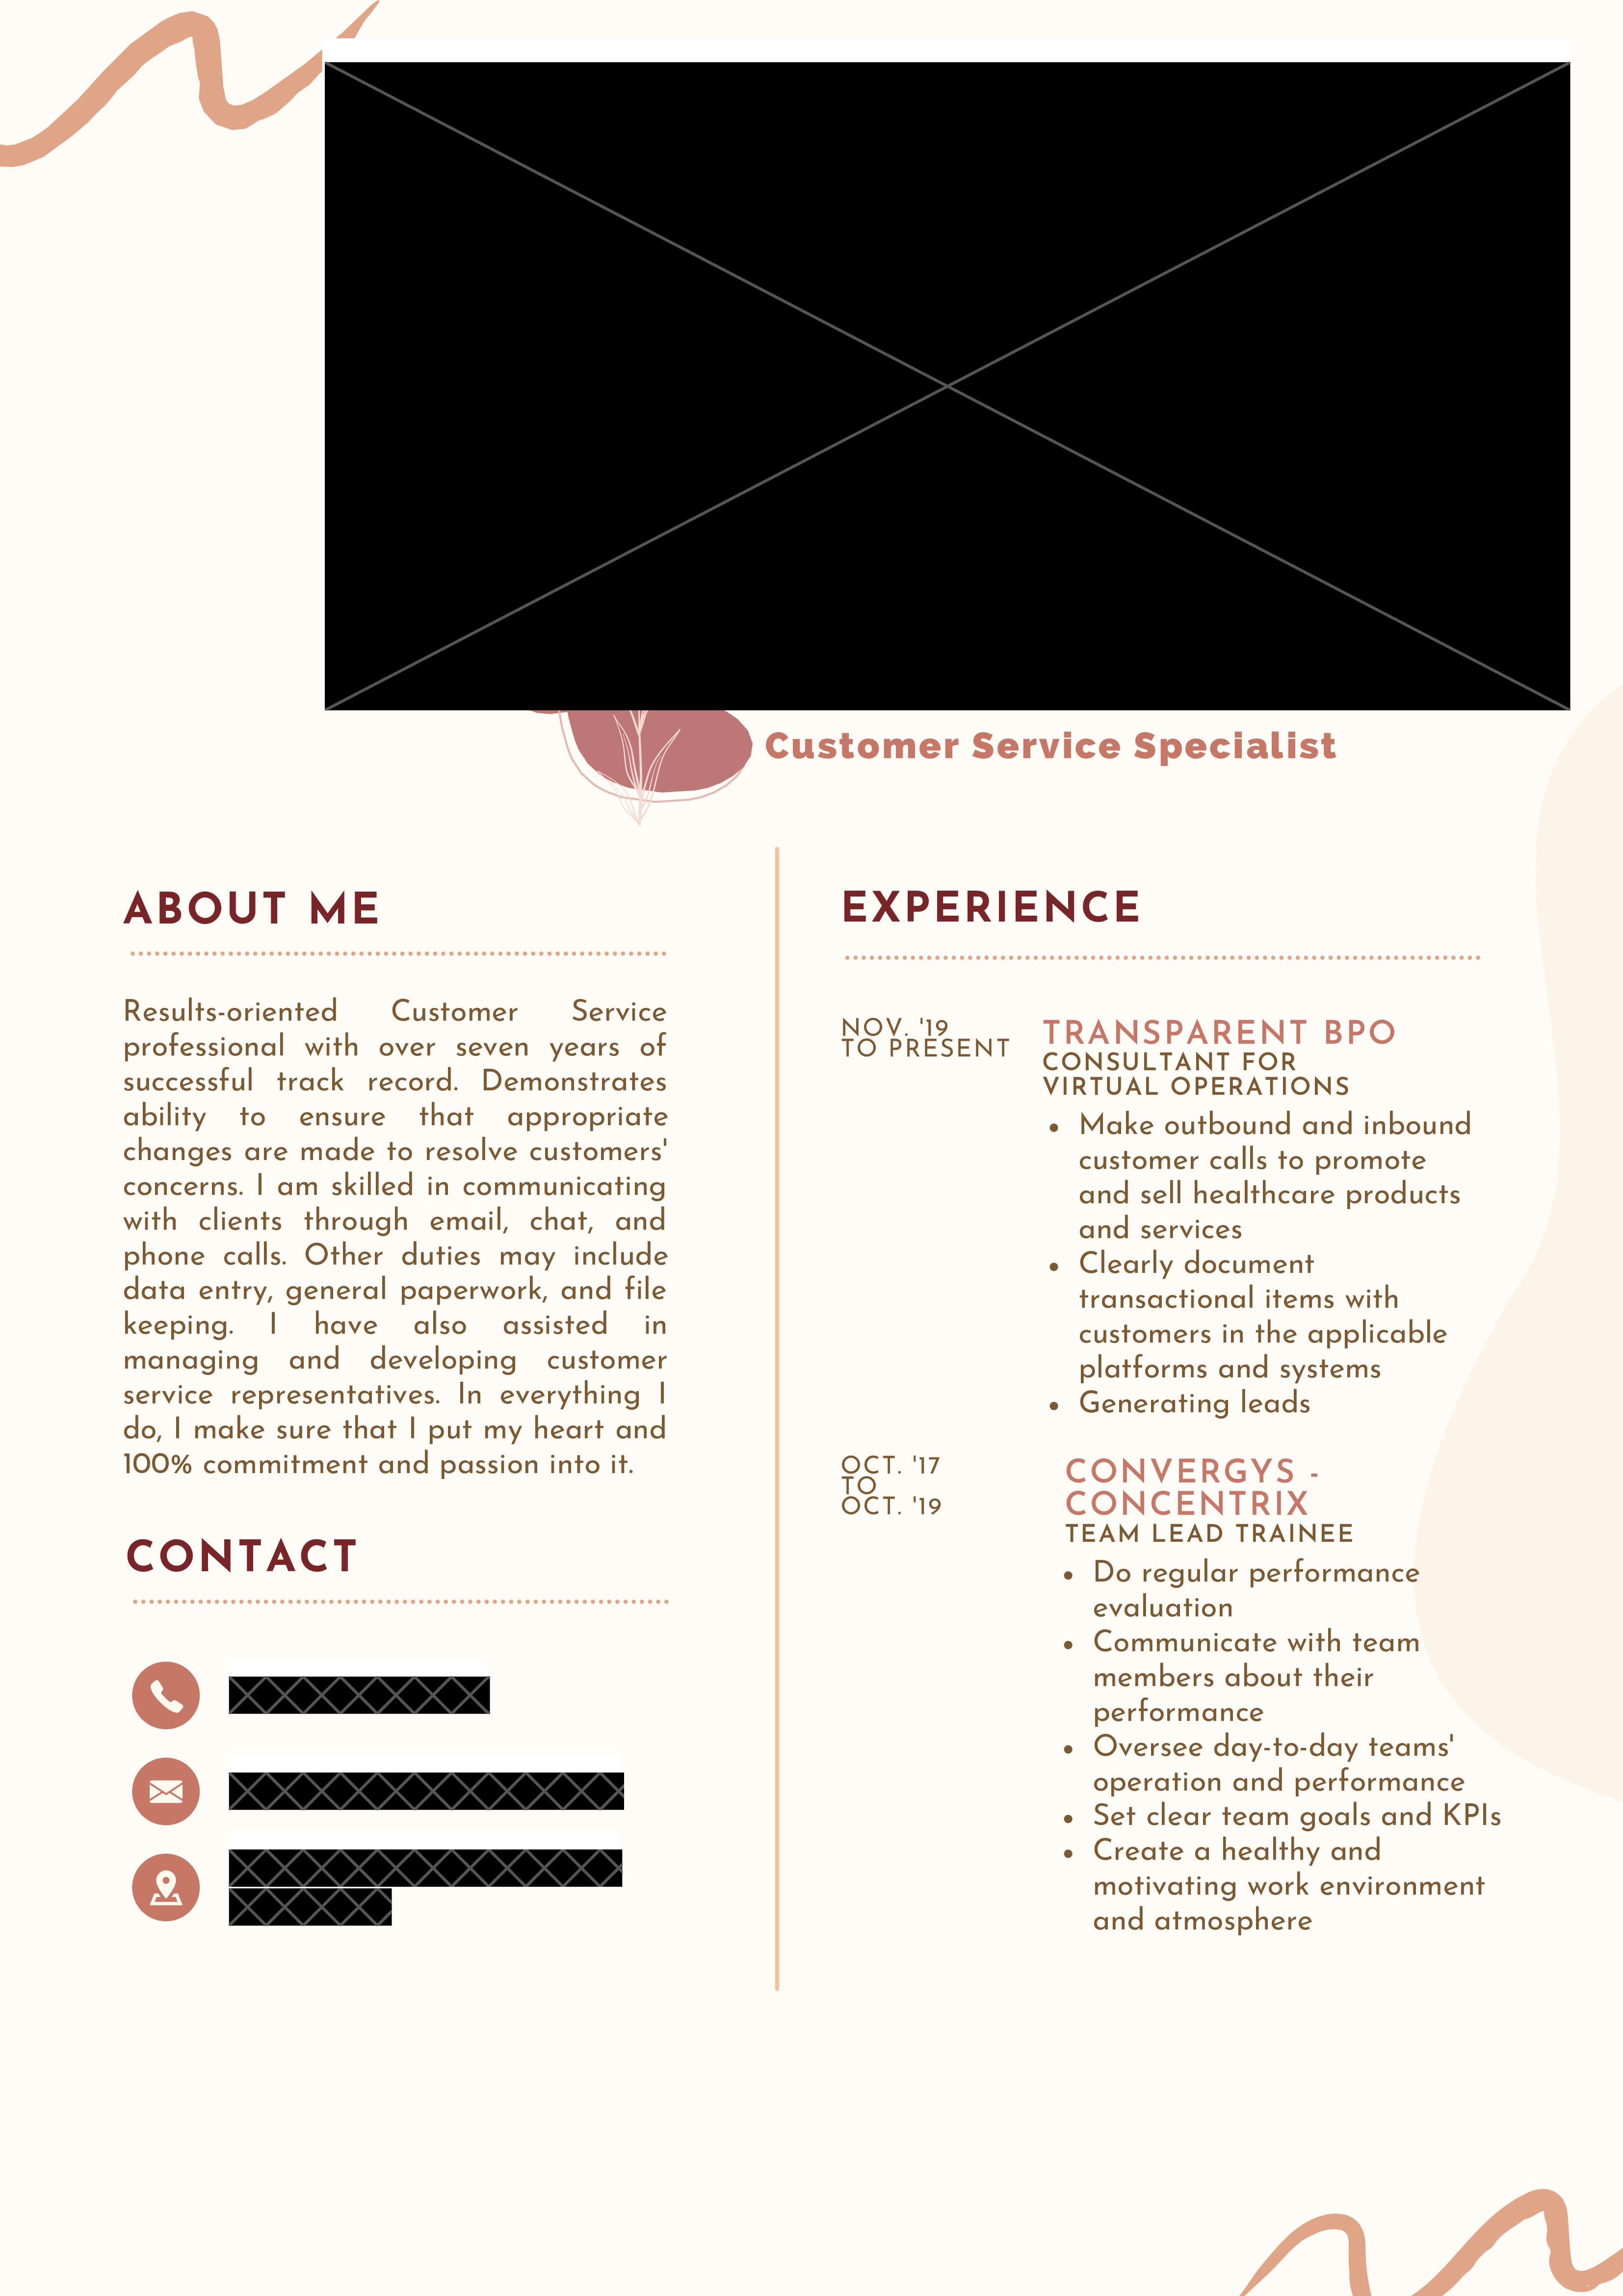 Customer Service Specialist
ABOUT ME
Results-oriented Customer Service
professional with over seven years of
successful track record. Demonstrates
ability to ensure that appropriate
changes are made to resolve customers'
concerns. I am skilled in communicating
with clients through email, chat, and
phone calls. Other duties may include
data entry, general paperwork, and file
keeping. I have also assisted in
managing and developing customer
service representatives. In everything I
do, I make sure that I put my heart and
100% commitment and passion into it.
CONTACT
EXPERIENCE
NOV. '19
TO PRESENT
TRANSPARENT BPO
CONSULTANT FOR
VIRTUAL OPERATIONS
• Make outbound and inbound
customer calls to promote
and sell healthcare products
and services
• Clearly document
transactional items with
customers in the applicable
platforms and systems
• Generating leads
OCT. '17
TO
OCT. '19
CONVERGYS -
CONCENTRIX
TEAM LEAD TRAINEE
• Do regular performance
evaluation
• Communicate with team
members about their
performance
• Oversee day-to-day teams'
operation and performance
• Set clear team goals and KPIs
• Create a healthy and
motivating work environment
and atmosphere